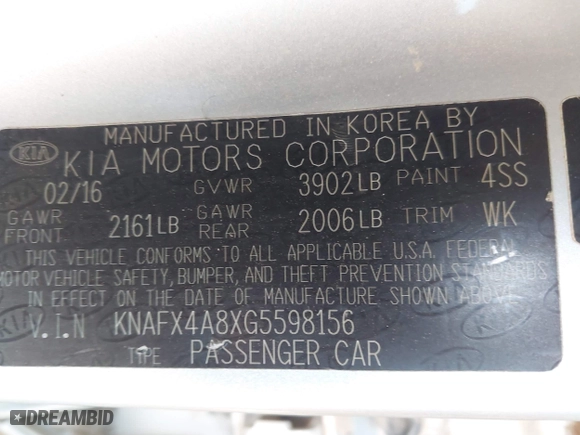 MANUFACTURED IN KOREA BY
KIA KIA MOTORS CORPORATION
02/16 GVWR 3902LB PAINT 4SS
GAWR FRONT 2161LB GAWR REAR 2006LB TRIM WK
THIS VEHICLE CONFORMS TO ALL APPLICABLE U.S.A. FEDERAL
MOTOR VEHICLE SAFETY, BUMPER, AND THEFT PREVENTION STANDARDS
IN EFFECT ON THE DATE OF MANUFACTURE SHOWN ABOVE.
V.I.N KNAFX4A8XG5598156
TYPE PASSENGER CAR
DREAMBID